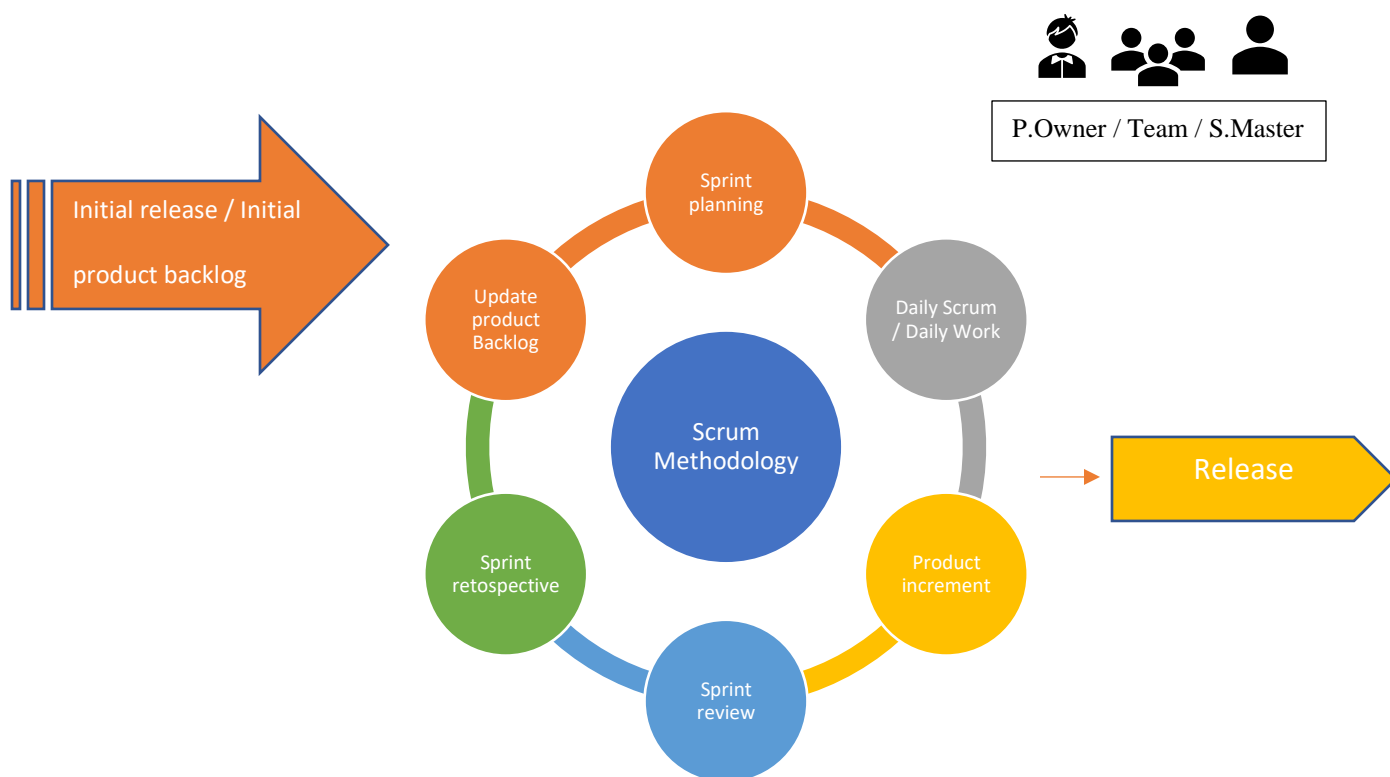 P.Owner / Team / S.Master
Initial release / Initial
product backlog
Sprint
planning
Update
product
Backlog
Daily Scrum
/ Daily Work
Scrum
Methodology
Release
Sprint
retospective
Product
increment
Sprint
review